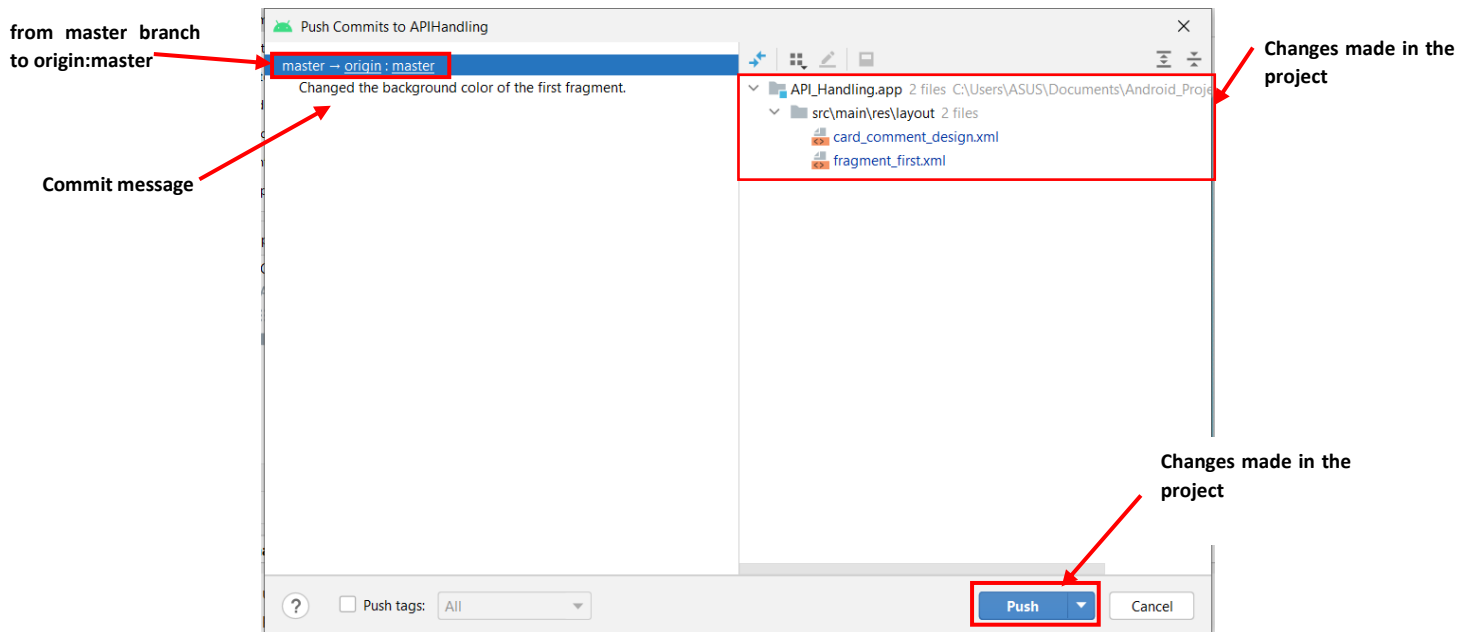 from master branch
to origin:master
Commit message
Push Commits to APIHandling
master → origin : master
Changed the background color of the first fragment.
API_Handling.app 2 files C:\Users\ASUS\Documents\Android_Proje
src\main\res\layout 2 files
card_comment_design.xml
fragment_first.xml
Changes made in the
project
Changes made in the
project
? Push tags: All
Push
Cancel